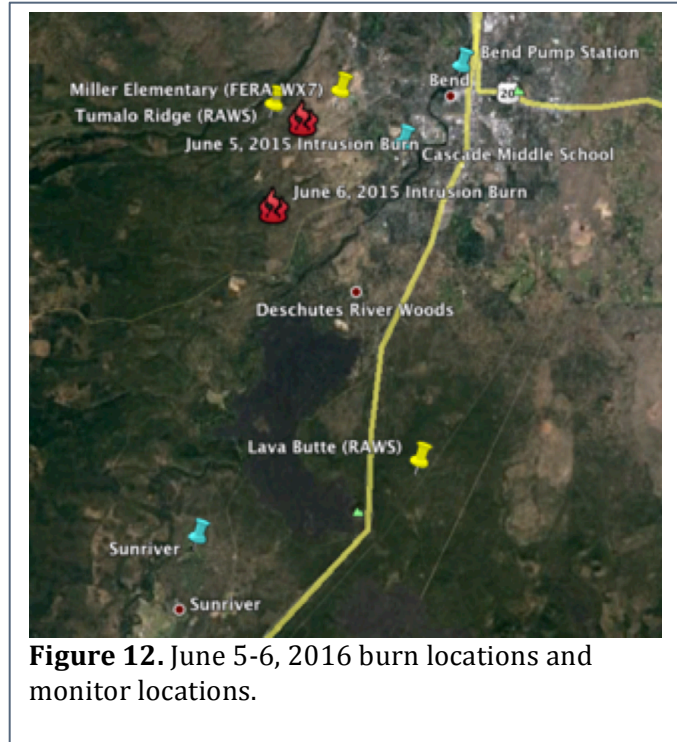 Bend Pump Station
Miller Elementary (FERA_WX7)
Bend
20
Tumalo Ridge (RAWS)
June 5, 2015 Intrusion Burn
Cascade Middle School
June 6, 2015 Intrusion Burn
Deschutes River Woods
Lava Butte (RAWS)
Sunriver
Sunriver
Figure 12. June 5-6, 2016 burn locations and
monitor locations.